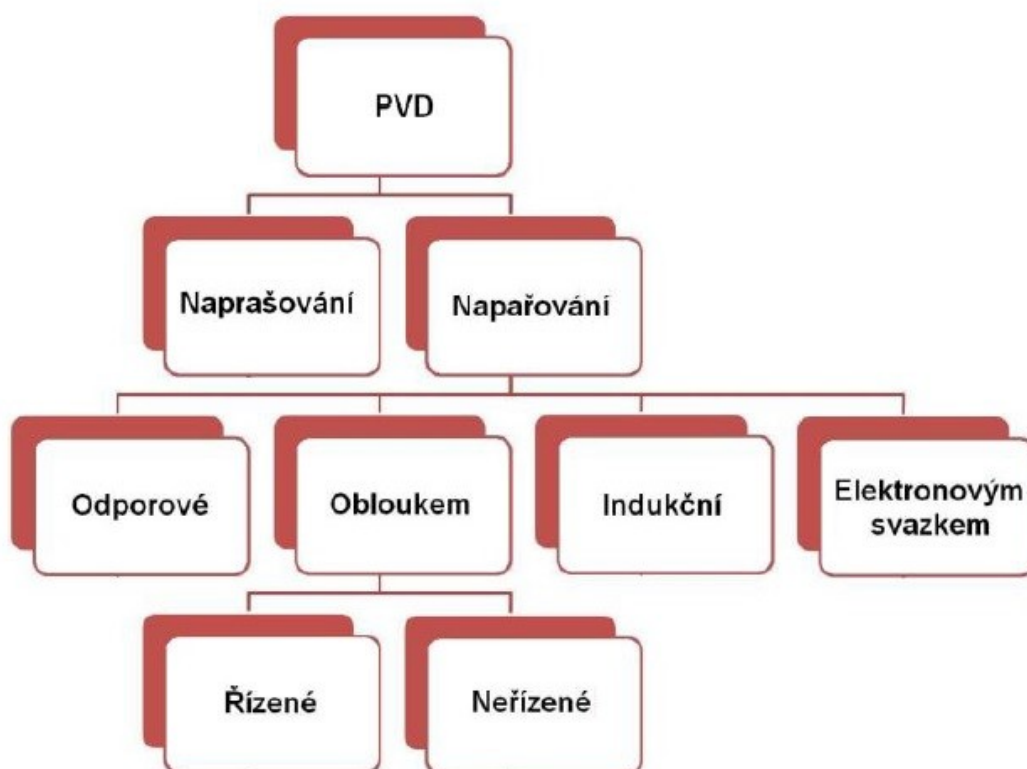 PVD
Naprašování
Napařování
Odporové
Obloukem
Indukční
Elektronovým
svazkem
Řízené
Neřízené